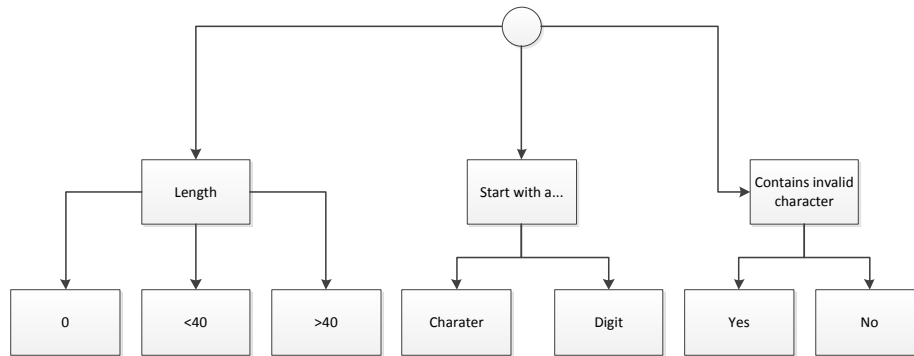 Length
Start with a...
Contains invalid
character
0
<40
>40
Charater
Digit
Yes
No